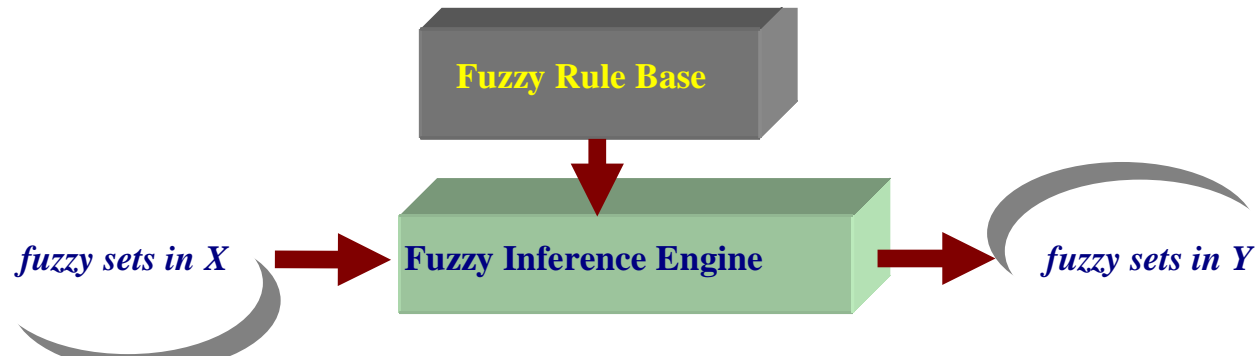 Fuzzy Rule Base
fuzzy sets in X
Fuzzy Inference Engine
fuzzy sets in Y